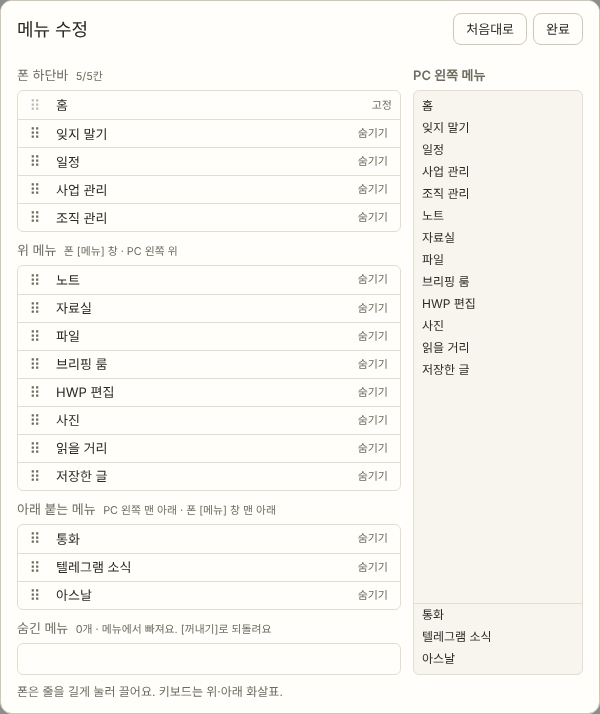 메뉴 수정
처음대로
완료
폰 하단바 5/5칸
홈 고정
잊지 말기 숨기기
일정 숨기기
사업 관리 숨기기
조직 관리 숨기기
위 메뉴 폰 [메뉴] 창 · PC 왼쪽 위
노트 숨기기
자료실 숨기기
파일 숨기기
브리핑 룸 숨기기
HWP 편집 숨기기
사진 숨기기
읽을 거리 숨기기
저장한 글 숨기기
아래 붙는 메뉴 PC 왼쪽 맨 아래 · 폰 [메뉴] 창 맨 아래
통화 숨기기
텔레그램 소식 숨기기
아스날 숨기기
숨긴 메뉴 0개 · 메뉴에서 빠져요. [꺼내기]로 되돌려요
폰은 줄을 길게 눌러 끌어요. 키보드는 위·아래 화살표.
PC 왼쪽 메뉴
홈
잊지 말기
일정
사업 관리
조직 관리
노트
자료실
파일
브리핑 룸
HWP 편집
사진
읽을 거리
저장한 글
통화
텔레그램 소식
아스날